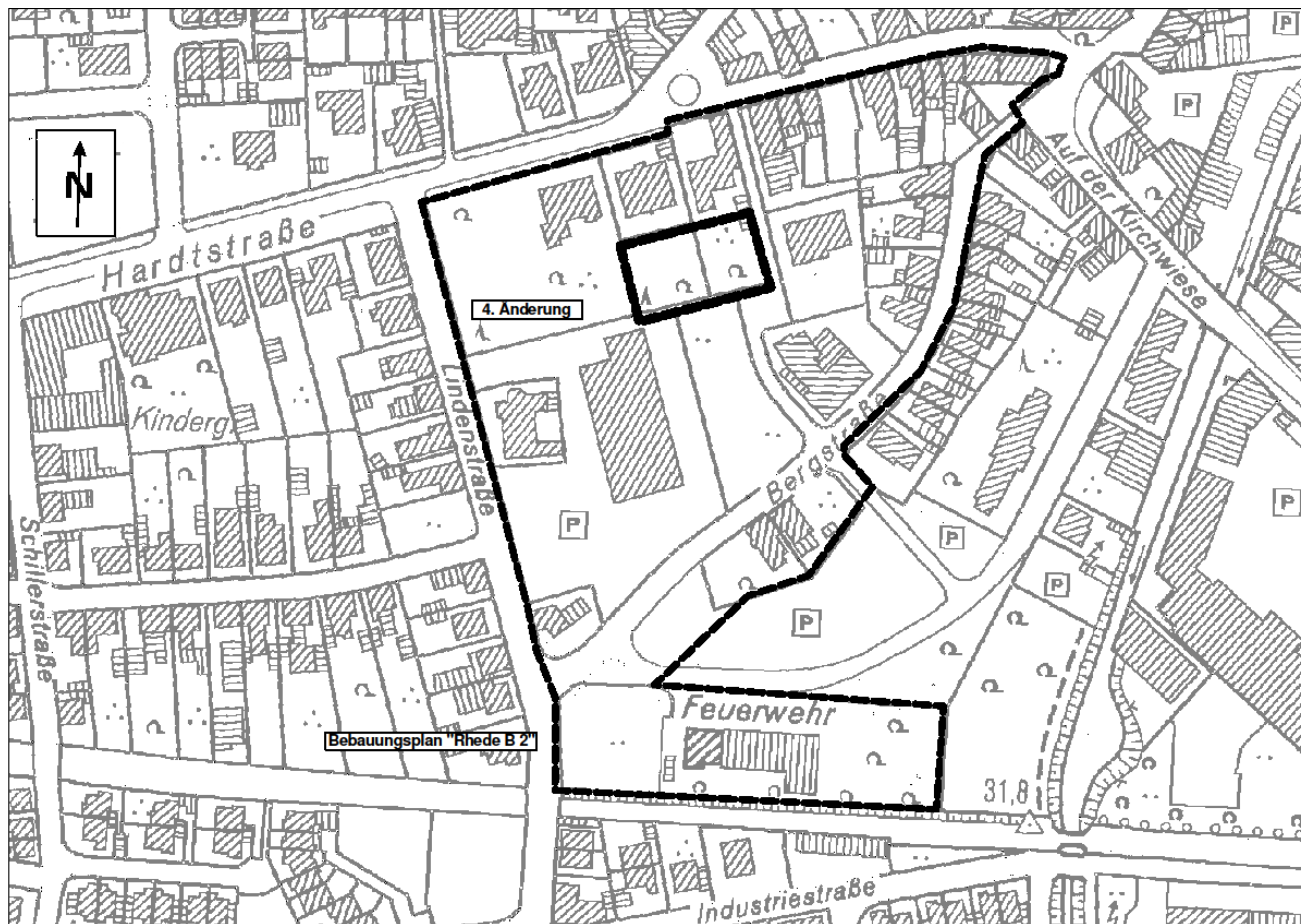 P
P
N
Hardtstraße
Auf der Kirchwiese
4. Änderung
Lindenstraße
Kinderg.
Bergstraße
P
P
P
Schillerstraße
P
P
Feuerwehr
Bebauungsplan "Rhede B 2"
31,8
Industriestraße